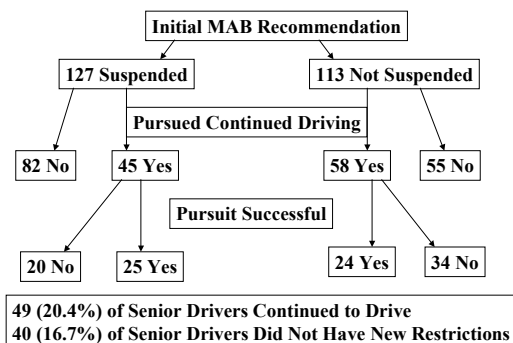 Initial MAB Recommendation
127 Suspended
113 Not Suspended
Pursued Continued Driving
82 No
45 Yes
58 Yes
55 No
Pursuit Successful
20 No
25 Yes
24 Yes
34 No
49 (20.4%) of Senior Drivers Continued to Drive
40 (16.7%) of Senior Drivers Did Not Have New Restrictions